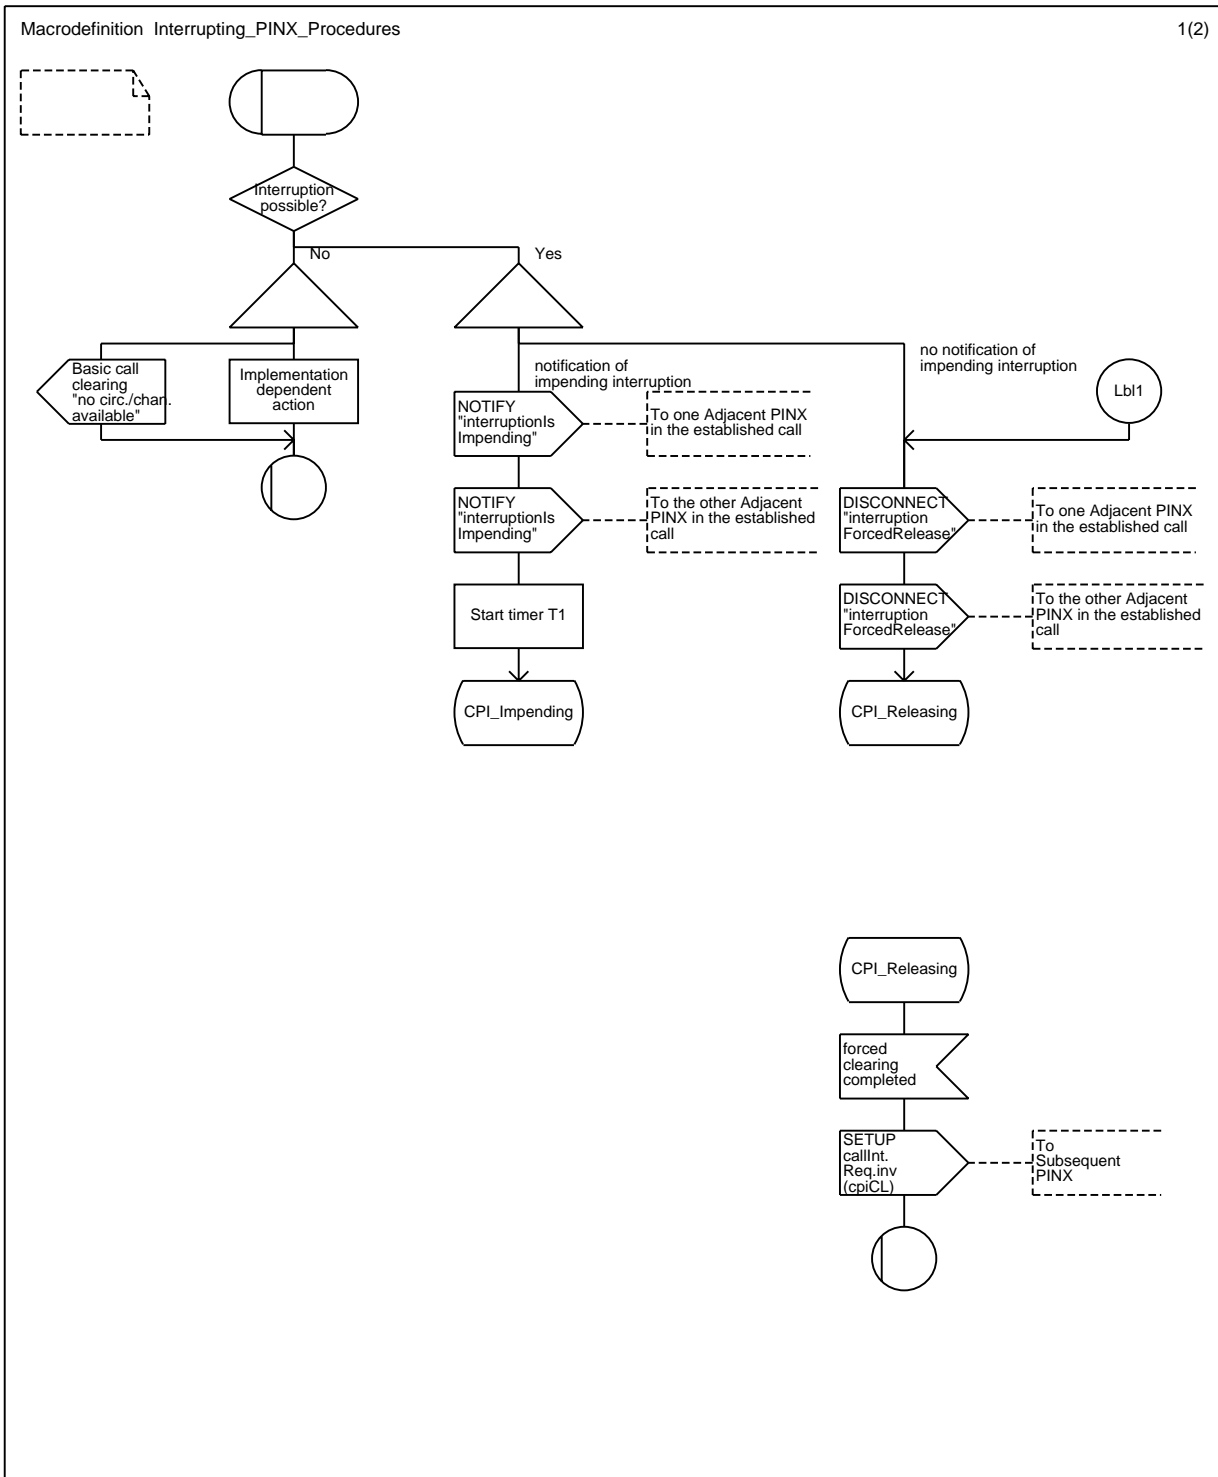 Macrodefinition Interrupting_PINX_Procedures
1(2)
Interruption
possible?
No
Yes
Basic call
clearing
"no circ./chan.
available"
Implementation
dependent
action
notification of
impending interruption
no notification of
impending interruption
Lbl1
NOTIFY
"interruptionIs
Impending"
To one Adjacent PINX
in the established call
NOTIFY
"interruptionIs
Impending"
To the other Adjacent
PINX in the established
call
DISCONNECT
"interruption
ForcedRelease"
To one Adjacent PINX
in the established call
Start timer T1
DISCONNECT
"interruption
ForcedRelease"
To the other Adjacent
PINX in the established
call
CPI_Impending
CPI_Releasing
CPI_Releasing
forced
clearing
completed
SETUP
callInt.
Req.inv
(cpiCL)
To
Subsequent
PINX